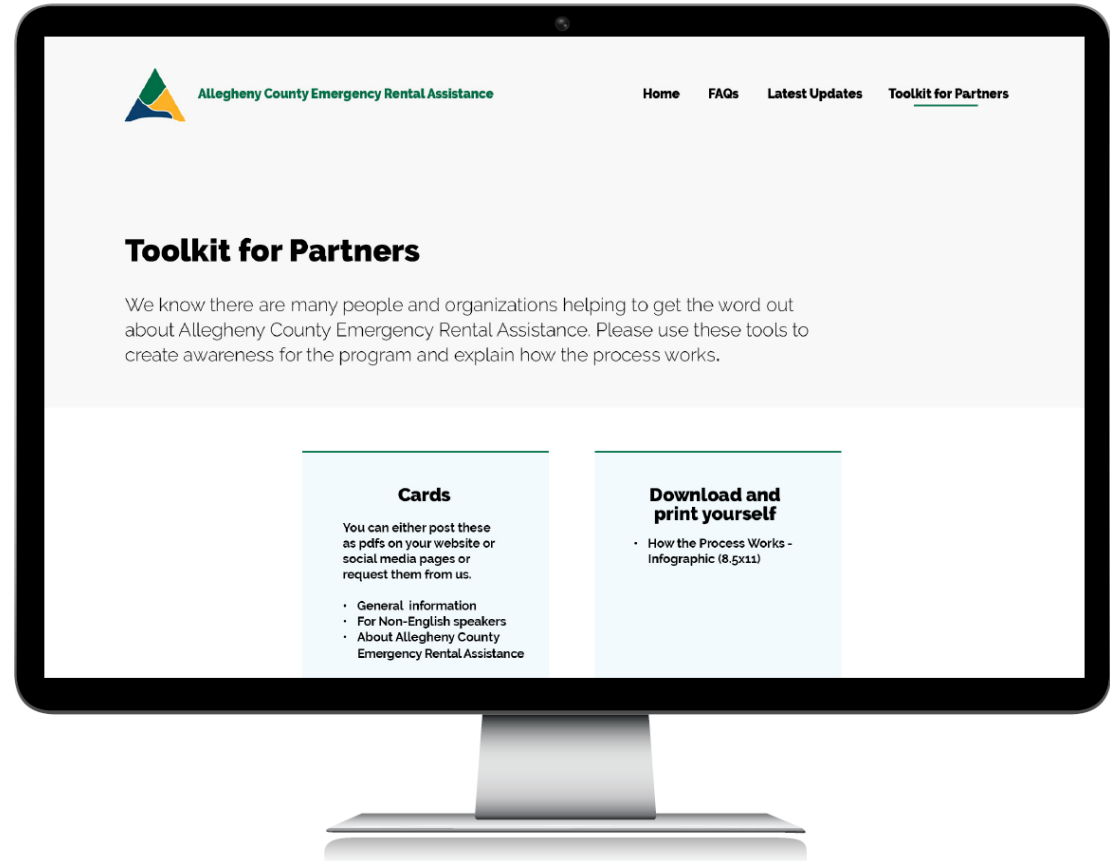 Allegheny County Emergency Rental Assistance
Home
FAQs
Latest Updates
Toolkit for Partners
Toolkit for Partners
We know there are many people and organizations helping to get the word out
about Allegheny County Emergency Rental Assistance. Please use these tools to
create awareness for the program and explain how the process works.
Cards
You can either post these
as pdfs on your website or
social media pages or
request them from us.
• General information
• For Non-English speakers
• About Allegheny County
Emergency Rental Assistance
Download and
print yourself
• How the Process Works -
Infographic (8.5x11)